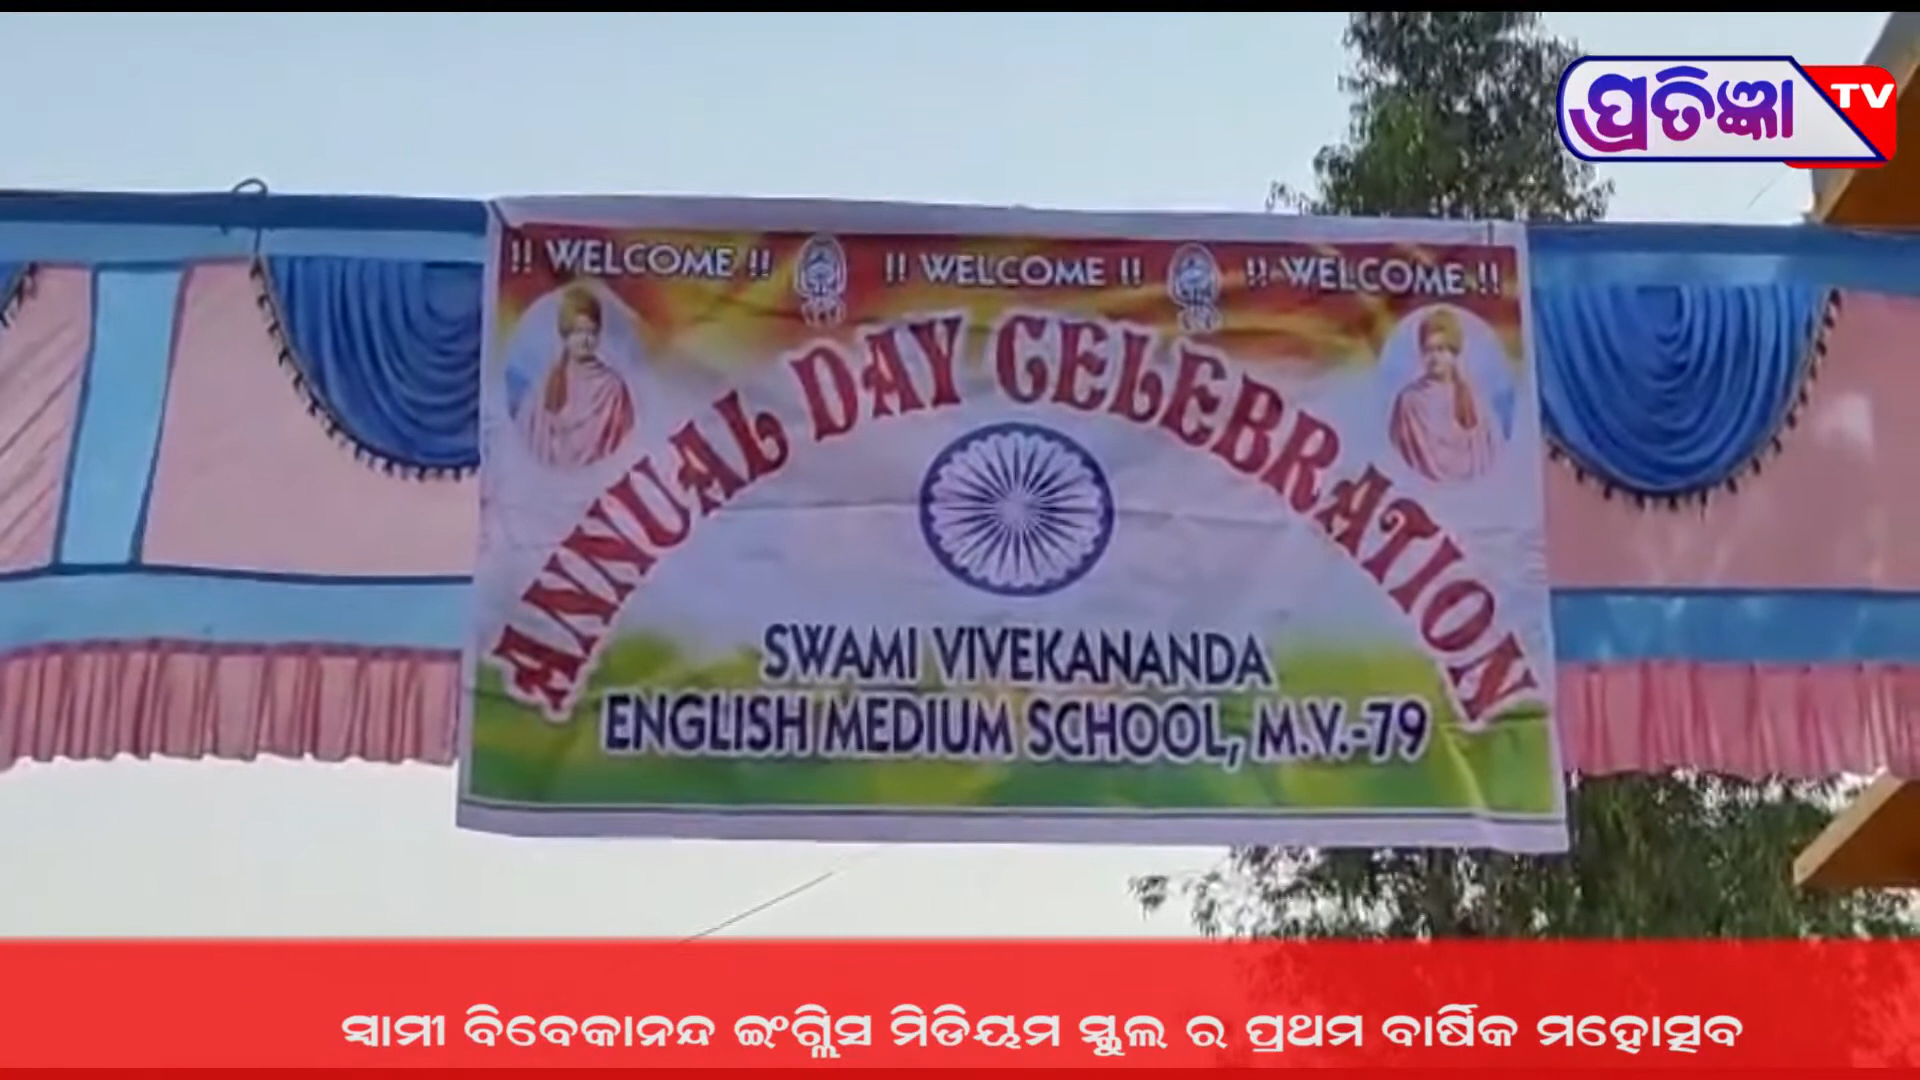 ପ୍ରତିଜ୍ଞା TV
!! WELCOME !! !! WELCOME !! !! WELCOME !!
ANNUAL DAY CELEBRATION
SWAMI VIVEKANANDA
ENGLISH MEDIUM SCHOOL, M.V.-79
ସ୍ୱାମୀ ବିବେକାନନ୍ଦ ଇଂଗ୍ଲିସ ମିଡିୟମ ସ୍କୁଲ ର ପ୍ରଥମ ବାର୍ଷିକ ମହୋତ୍ସବ